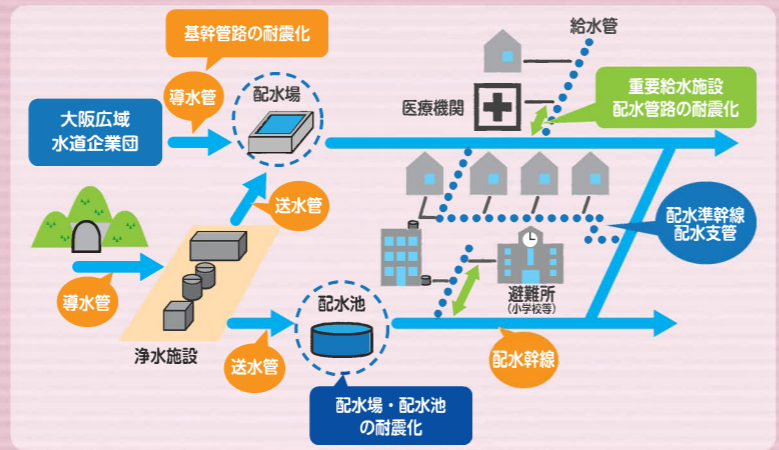 基幹管路の耐震化
導水管
配水場
給水管
医療機関
重要給水施設
配水管路の耐震化
大阪広域
水道企業団
送水管
配水準幹線
配水支管
導水管
配水池
避難所
(小学校等)
浄水施設
送水管
配水幹線
配水場・配水池
の耐震化